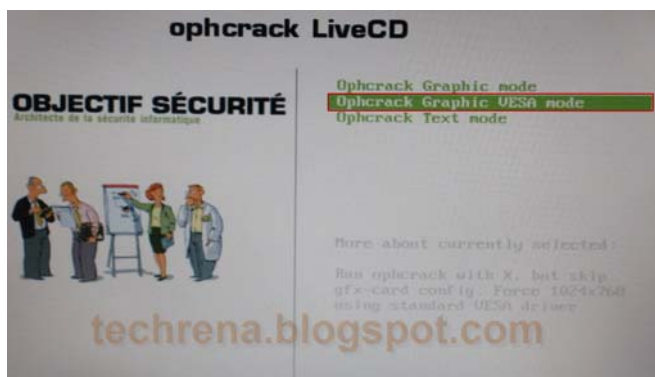 ophcrack LiveCD
OBJECTIF SÉCURITÉ
Architecte de la sécurité informatique
Ophcrack Graphic mode
Ophcrack Graphic VESA mode
Ophcrack Text mode
More about currently selected:
Run ophcrack with X, but skip
gfx-card config. Force 1024x768
using standard VESA driver
techrena.blogspot.com